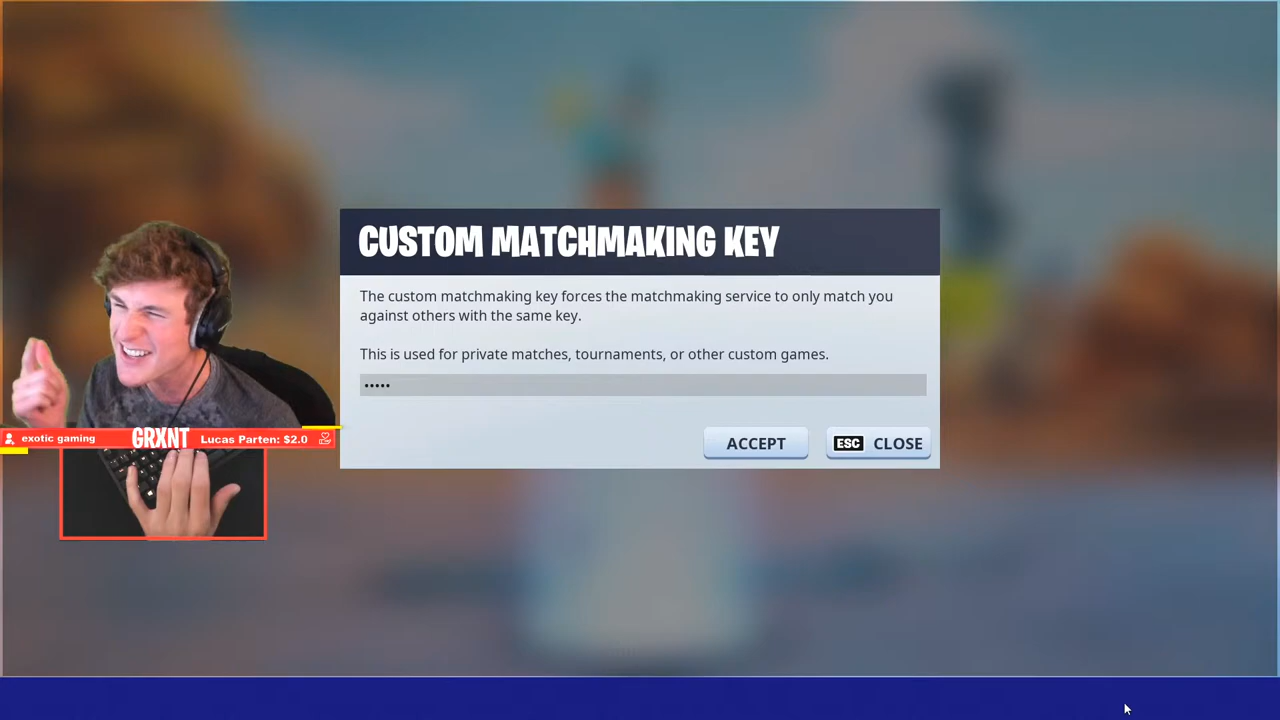 CUSTOM MATCHMAKING KEY
The custom matchmaking key forces the matchmaking service to only match you
against others with the same key.
This is used for private matches, tournaments, or other custom games.
•••••
ACCEPT
ESC CLOSE
exotic gaming
GRXNT
Lucas Parten: $2.0